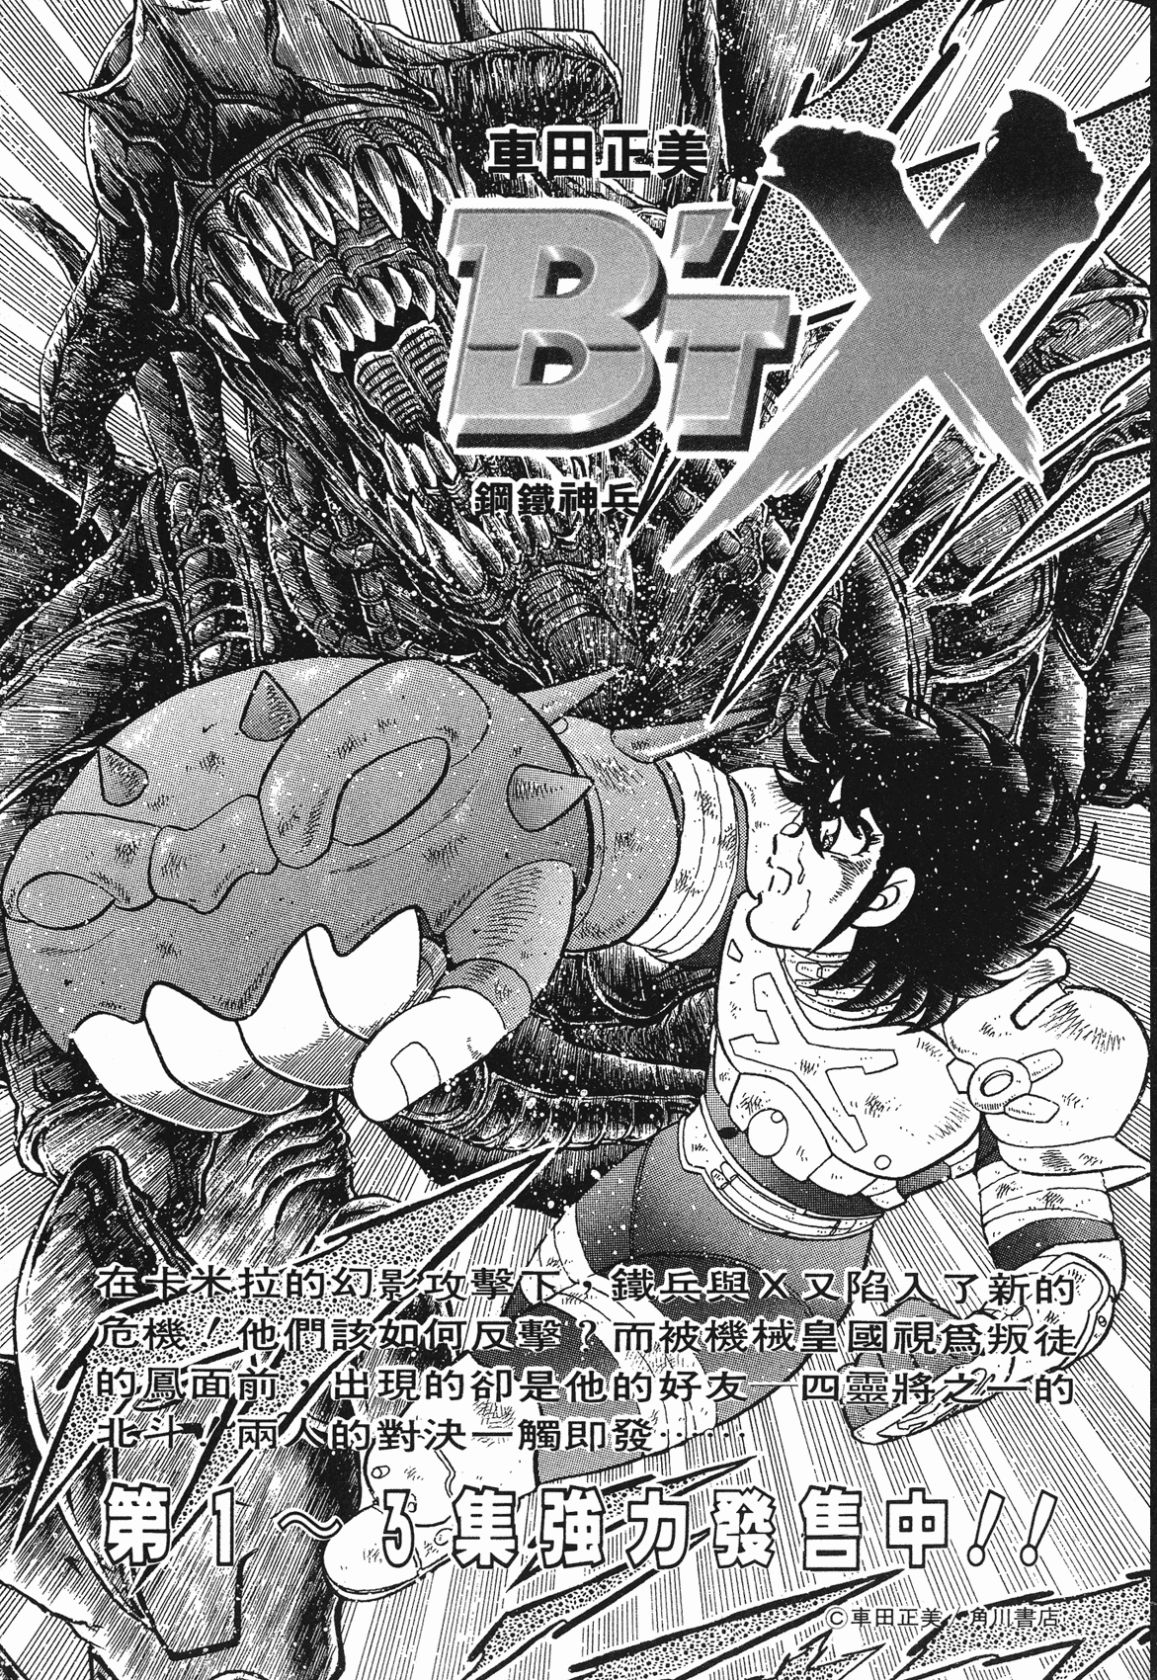 車田正美
B'T X
鋼鐵神兵
在卡米拉的幻影攻擊下，鐵兵與X又陷入了新的
危機！他們該如何反擊？而被機械皇國視爲叛徒
的鳳面前，出現的卻是他的好友—四靈將之一的
北斗！兩人的對決一觸即發……
第1～3集強力發售中!!
©車田正美／角川書店